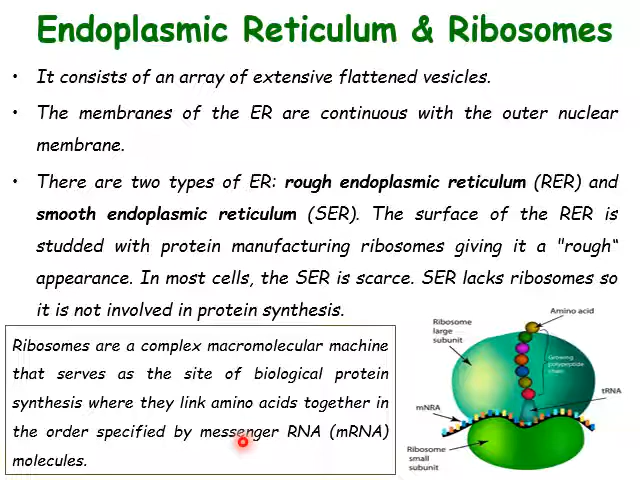 Endoplasmic Reticulum & Ribosomes
• It consists of an array of extensive flattened vesicles.
• The membranes of the ER are continuous with the outer nuclear
membrane.
• There are two types of ER: rough endoplasmic reticulum (RER) and
smooth endoplasmic reticulum (SER). The surface of the RER is
studded with protein manufacturing ribosomes giving it a "rough“
appearance. In most cells, the SER is scarce. SER lacks ribosomes so
it is not involved in protein synthesis.
Ribosomes are a complex macromolecular machine
that serves as the site of biological protein
synthesis where they link amino acids together in
the order specified by messenger RNA (mRNA)
molecules.
Amino acid
Ribosome
large
subunit
Growing
polypeptide
chain
tRNA
mNRA
Ribosome
small
subunit